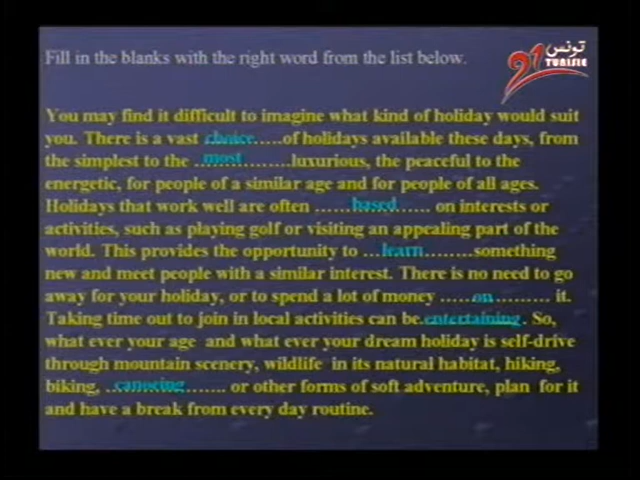 Fill in the blanks with the right word from the list below.
تونس
21
TUNISIE
You may find it difficult to imagine what kind of holiday would suit
you. There is a vast choice.....of holidays available these days, from
the simplest to the ...most...........luxurious, the peaceful to the
energetic, for people of a similar age and for people of all ages.
Holidays that work well are often .......based....... on interests or
activities, such as playing golf or visiting an appealing part of the
world. This provides the opportunity to ...learn.........something
new and meet people with a similar interest. There is no need to go
away for your holiday, or to spend a lot of money ......on........... it.
Taking time out to join in local activities can be.entertaining. So,
what ever your age and what ever your dream holiday is self-drive
through mountain scenery, wildlife in its natural habitat, hiking,
biking, ..canoeing....... or other forms of soft adventure, plan for it
and have a break from every day routine.